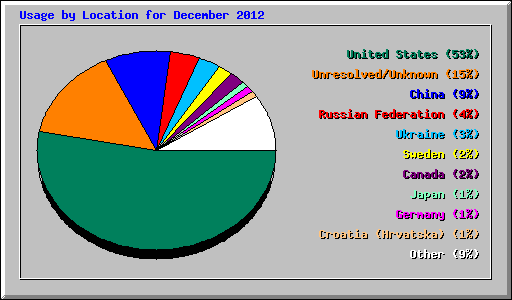 Usage by Location for December 2012
United States (53%)
Unresolved/Unknown (15%)
China (9%)
Russian Federation (4%)
Ukraine (3%)
Sweden (2%)
Canada (2%)
Japan (1%)
Germany (1%)
Croatia (Hrvatska) (1%)
Other (9%)